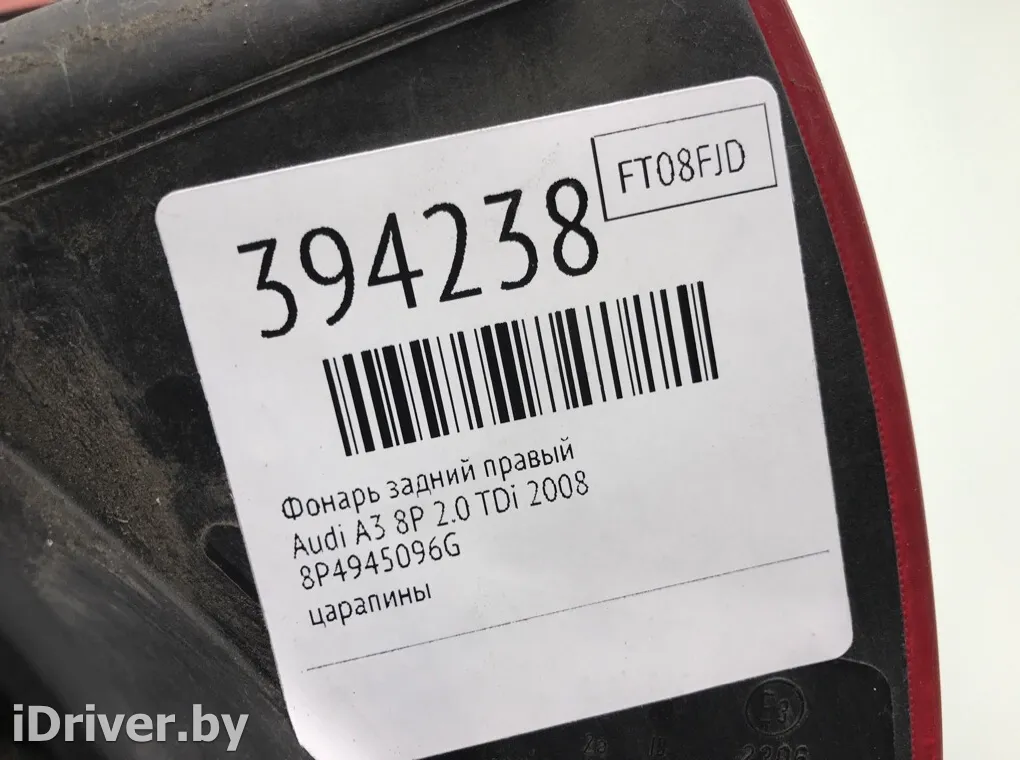 FT08FJD
394238
Фонарь задний правый
Audi A3 8P 2.0 TDi 2008
8P4945096G
царапины
iDriver.by